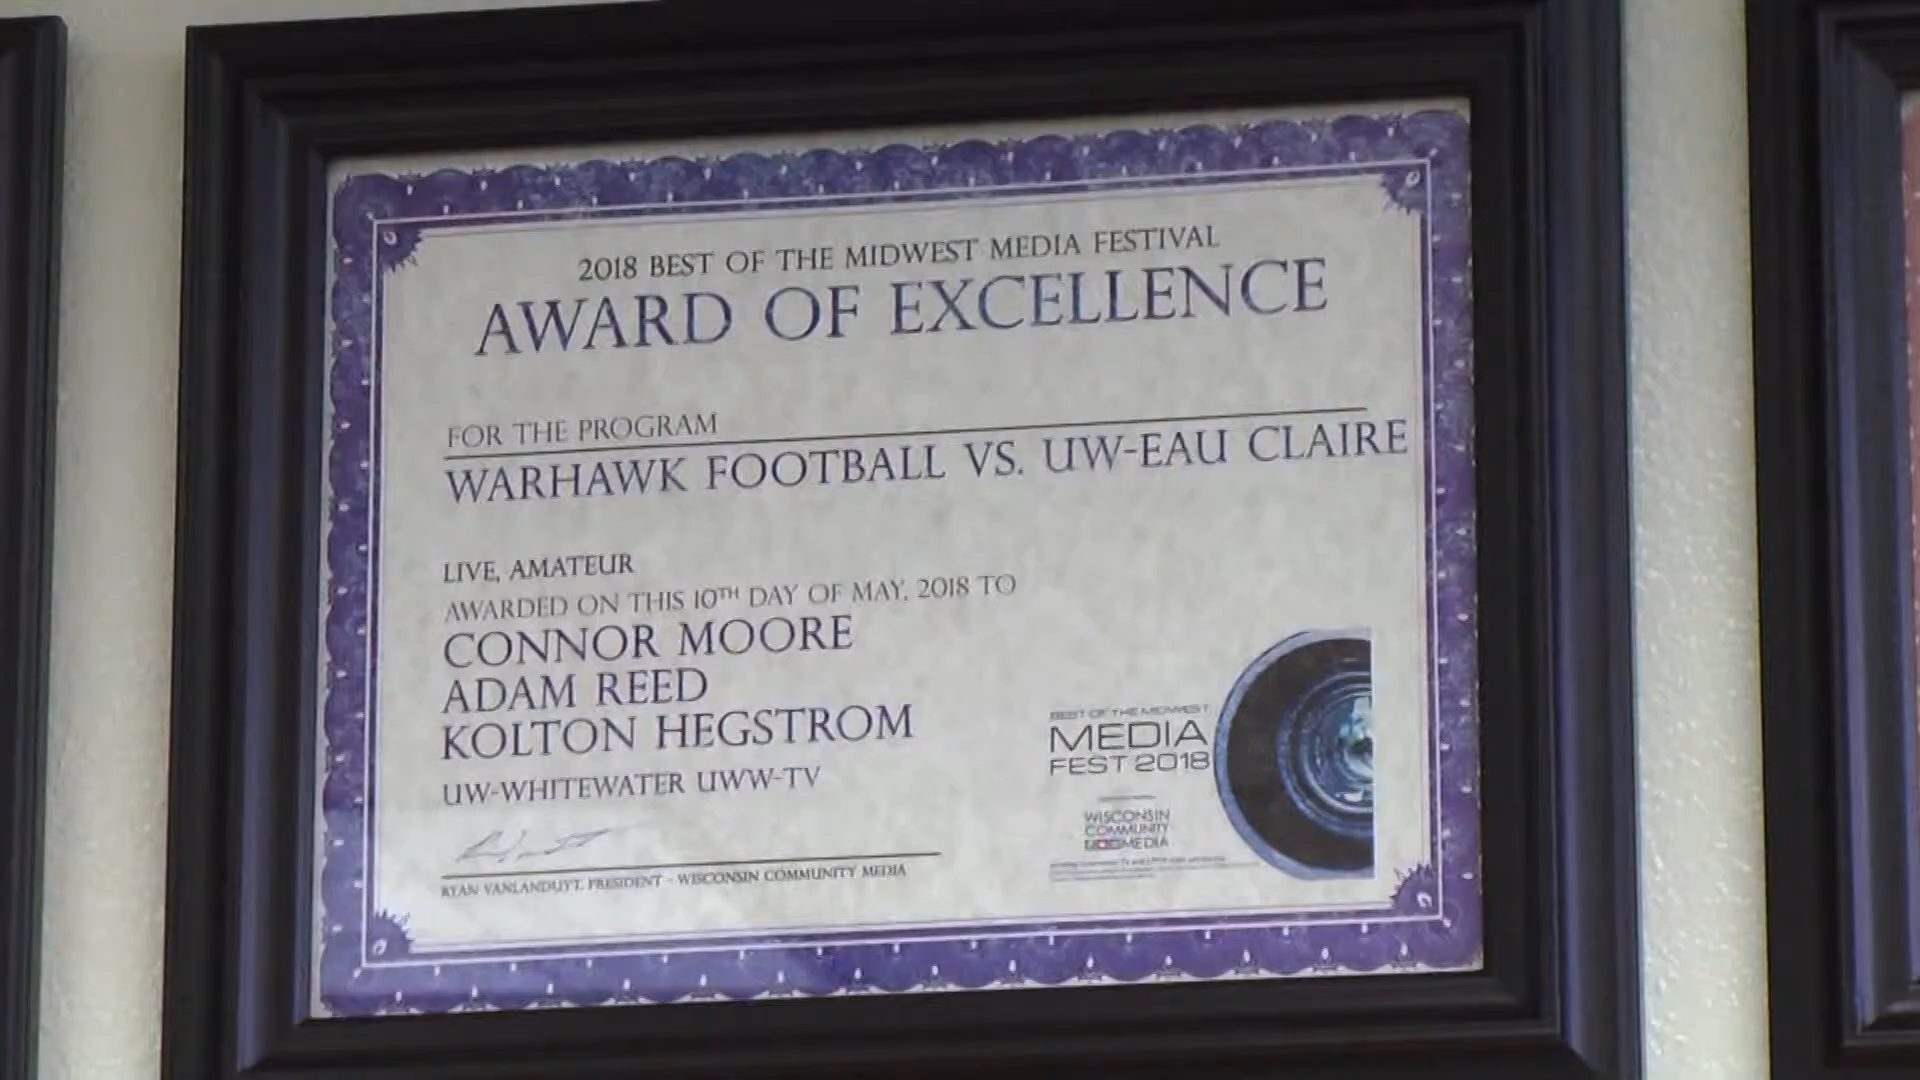 2018 BEST OF THE MIDWEST MEDIA FESTIVAL
AWARD OF EXCELLENCE
FOR THE PROGRAM
WARHAWK FOOTBALL VS. UW-EAU CLAIRE
LIVE, AMATEUR
AWARDED ON THIS 10TH DAY OF MAY, 2018 TO
CONNOR MOORE
ADAM REED
KOLTON HEGSTROM
UW-WHITEWATER UWW-TV
RYAN VANLANDUYT, PRESIDENT - WISCONSIN COMMUNITY MEDIA
BEST OF THE MIDWEST
MEDIA
FEST 2018
WISCONSIN
COMMUNITY
MEDIA